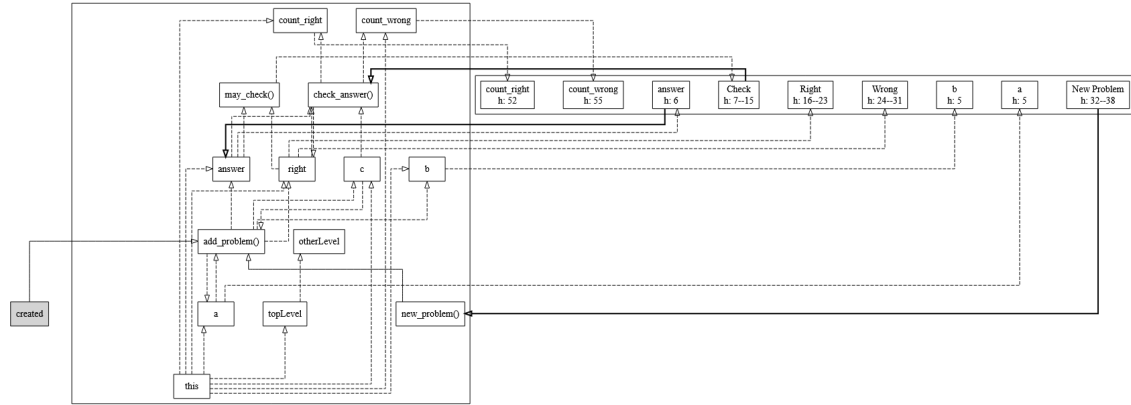 count_right
count_wrong
count_right
h: 52
count_wrong
h: 55
answer
h: 6
Check
h: 7--15
Right
h: 16--23
Wrong
h: 24--31
b
h: 5
a
h: 5
New Problem
h: 32--38
may_check()
check_answer()
answer
right
c
b
add_problem()
otherLevel
created
a
topLevel
new_problem()
this